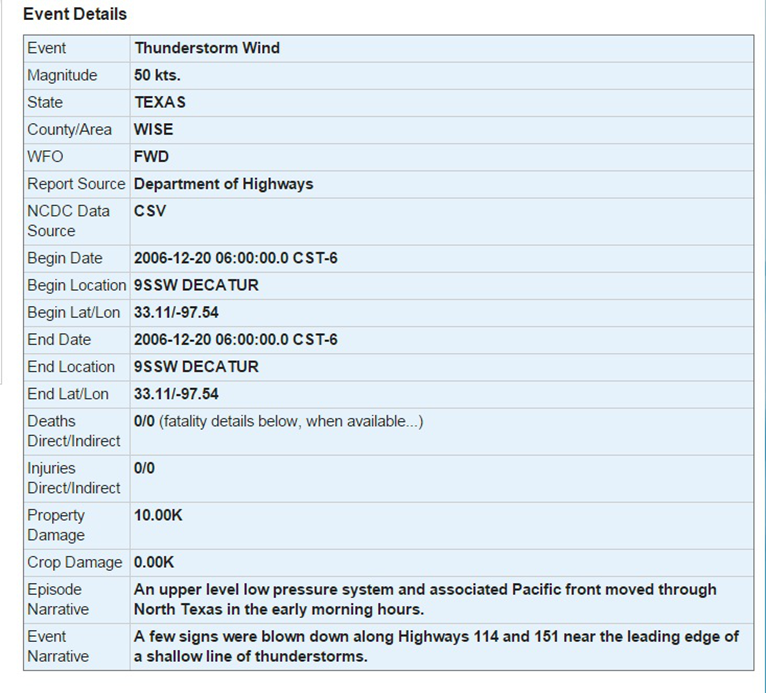 Event Details
Event Thunderstorm Wind
Magnitude 50 kts.
State TEXAS
County/Area WISE
WFO FWD
Report Source Department of Highways
NCDC Data CSV
Source
Begin Date 2006-12-20 06:00:00.0 CST-6
Begin Location 9SSW DECATUR
Begin Lat/Lon 33.11/-97.54
End Date 2006-12-20 06:00:00.0 CST-6
End Location 9SSW DECATUR
End Lat/Lon 33.11/-97.54
Deaths 0/0 (fatality details below, when available...)
Direct/Indirect
Injuries 0/0
Direct/Indirect
Property 10.00K
Damage
Crop Damage 0.00K
Episode An upper level low pressure system and associated Pacific front moved through
Narrative North Texas in the early morning hours.
Event A few signs were blown down along Highways 114 and 151 near the leading edge of
Narrative a shallow line of thunderstorms.